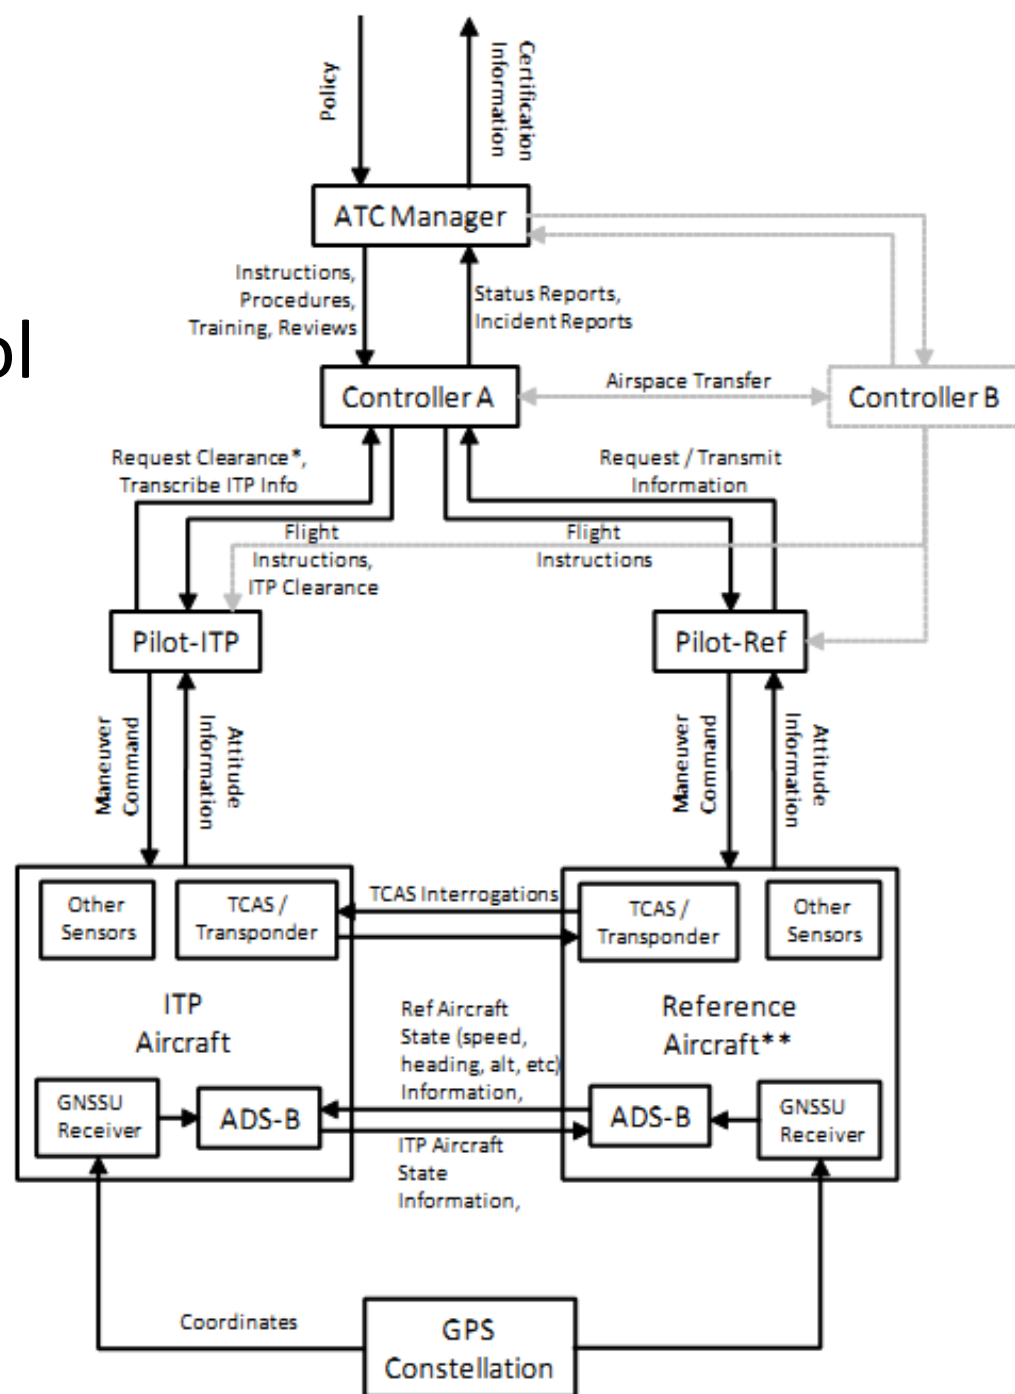 Policy
Certification
Information
ATC Manager
Instructions,
Procedures,
Training, Reviews
Status Reports,
Incident Reports
ol
Controller A
Airspace Transfer
Controller B
Request Clearance*,
Transcribe ITP Info
Request / Transmit
Information
Flight
Instructions,
ITP Clearance
Flight
Instructions
Pilot-ITP
Pilot-Ref
Maneuver
Command
Attitude
Information
Maneuver
Command
Attitude
Information
Other
Sensors
TCAS /
Transponder
TCAS Interrogations
TCAS /
Transponder
Other
Sensors
ITP
Aircraft
Ref Aircraft
State (speed,
heading, alt, etc)
Information,
Reference
Aircraft**
GNSSU
Receiver
ADS-B
ADS-B
GNSSU
Receiver
ITP Aircraft
State
Information,
Coordinates
GPS
Constellation